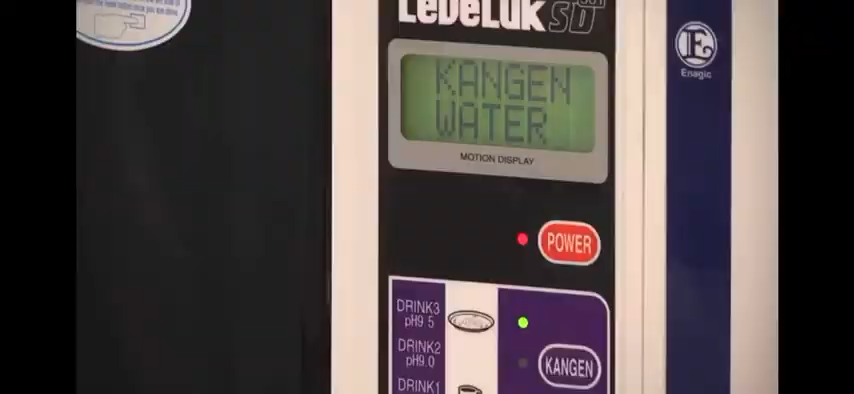 LeveLuk SD
KANGEN
WATER
MOTION DISPLAY
POWER
DRINK3
pH9.5
DRINK2
pH9.0
KANGEN
DRINK1
E
Enagic